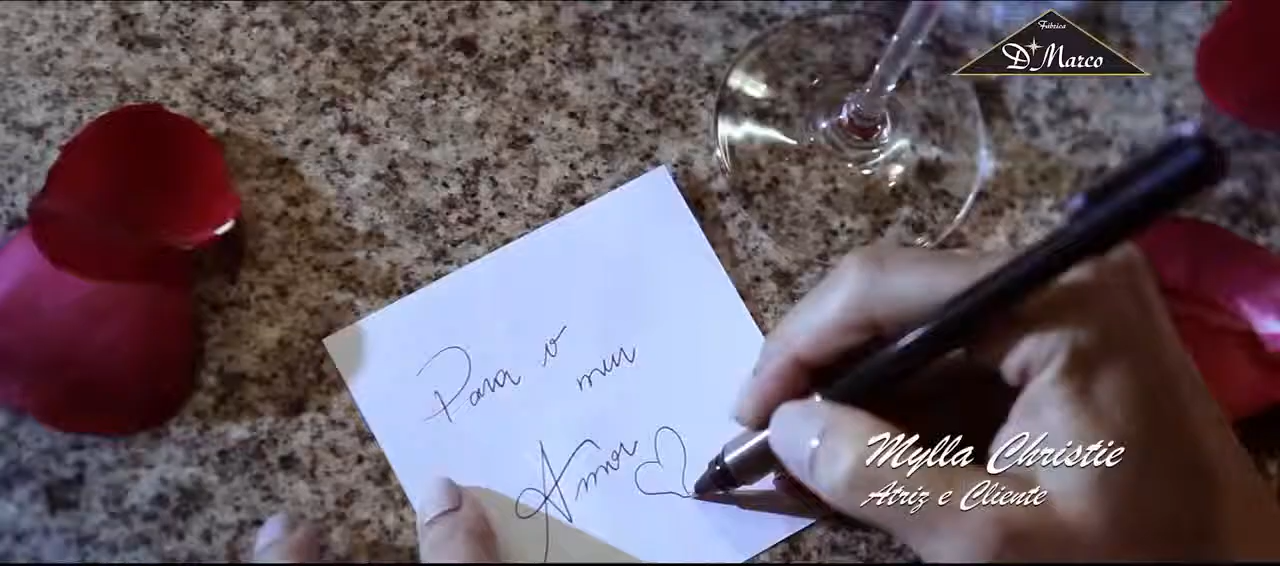 Fábrica
D'Marco
Para o
meu
Amor
Mylla Christie
Atriz e Cliente